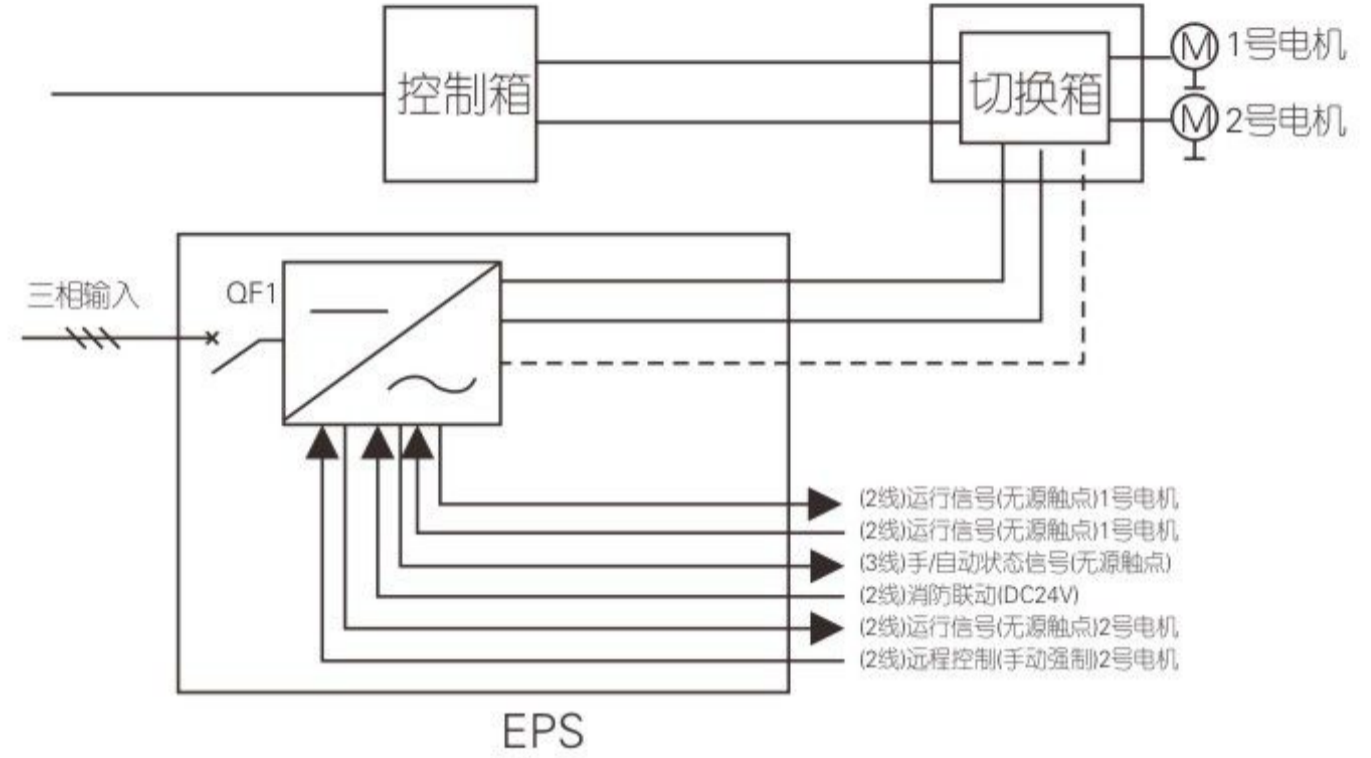 控制箱
切换箱
M 1号电机
M 2号电机
三相输入
QF1
(2线)运行信号(无源触点)1号电机
(2线)运行信号(无源触点)1号电机
(3线)手/自动状态信号(无源触点)
(2线)消防联动(DC24V)
(2线)运行信号(无源触点)2号电机
(2线)远程控制(手动强制)2号电机
EPS